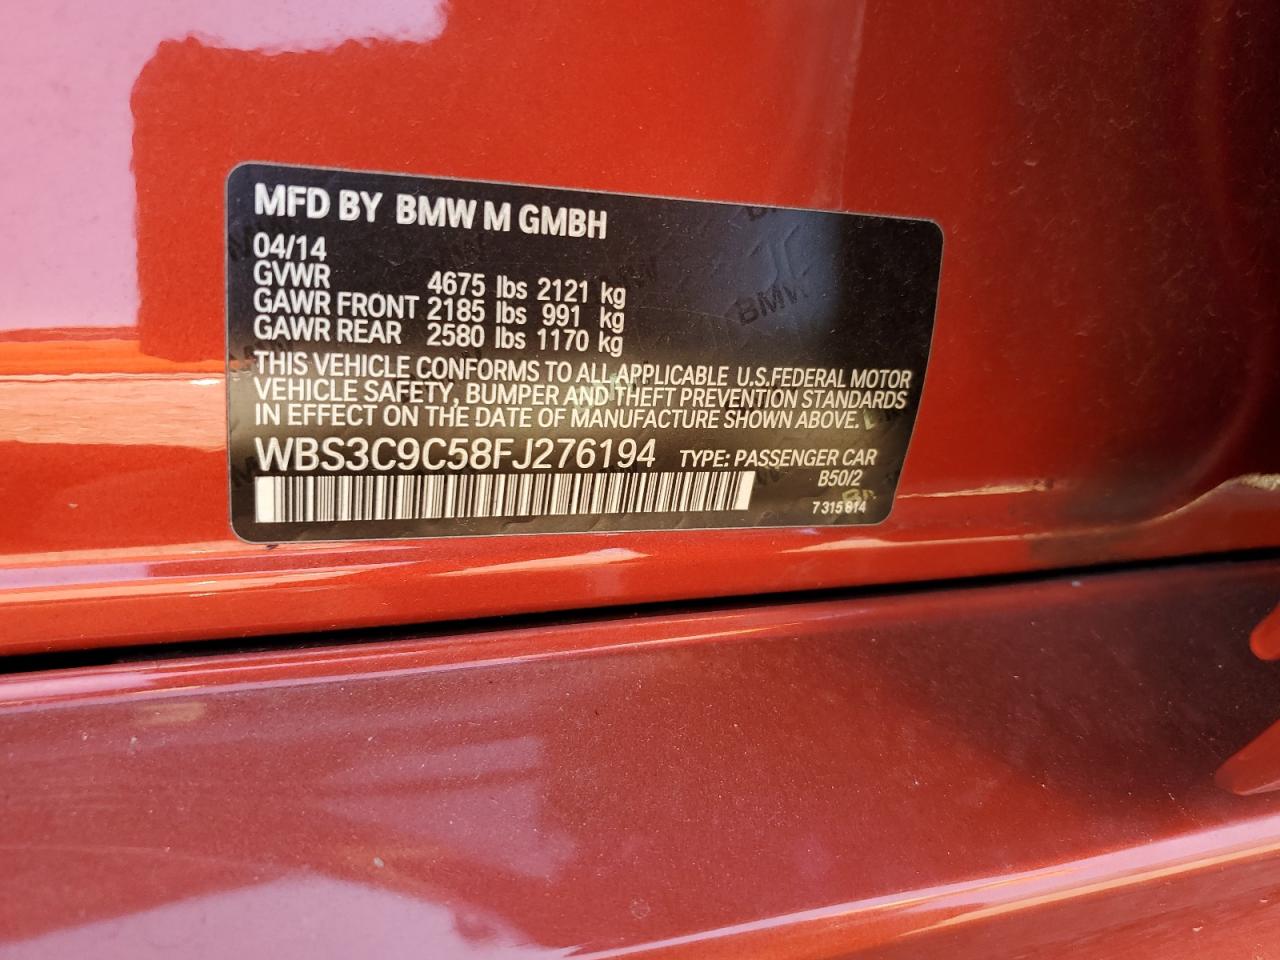 MFD BY BMW M GMBH
04/14
GVWR 4675 lbs 2121 kg
GAWR FRONT 2185 lbs 991 kg
GAWR REAR 2580 lbs 1170 kg
THIS VEHICLE CONFORMS TO ALL APPLICABLE U.S.FEDERAL MOTOR
VEHICLE SAFETY, BUMPER AND THEFT PREVENTION STANDARDS
IN EFFECT ON THE DATE OF MANUFACTURE SHOWN ABOVE.
WBS3C9C58FJ276194 TYPE: PASSENGER CAR
B50/2
7 315 814